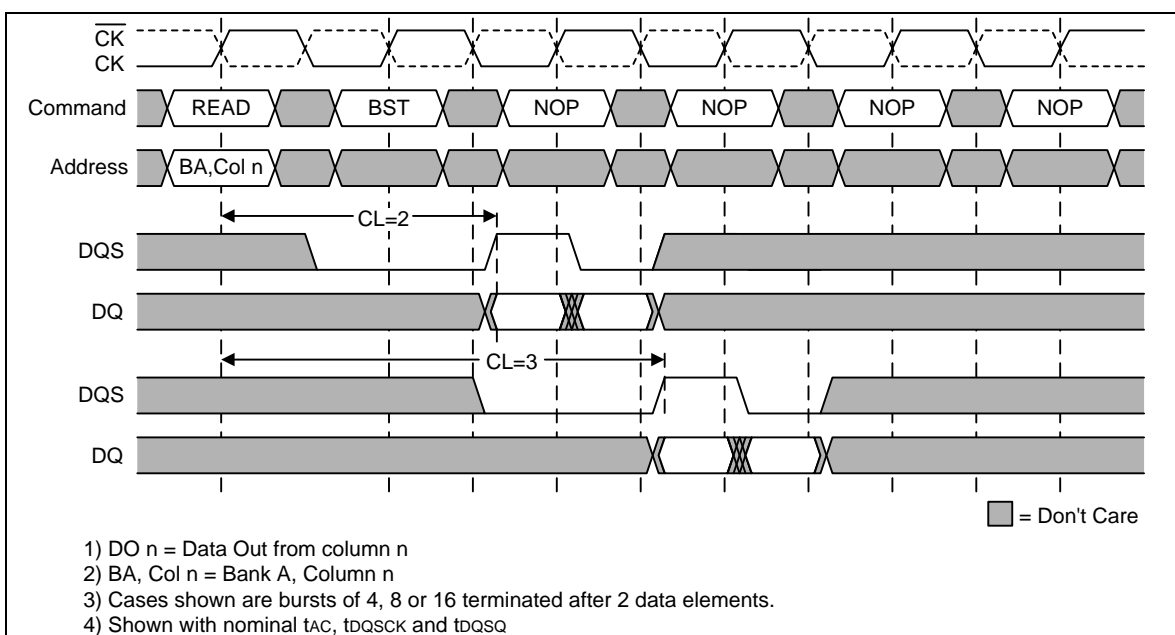 CK
CK
Command READ BST NOP NOP NOP NOP
Address BA,Col n
CL=2
DQS
DQ
CL=3
DQS
DQ
= Don't Care
1) DO n = Data Out from column n
2) BA, Col n = Bank A, Column n
3) Cases shown are bursts of 4, 8 or 16 terminated after 2 data elements.
4) Shown with nominal tAC, tDQSCK and tDQSQ